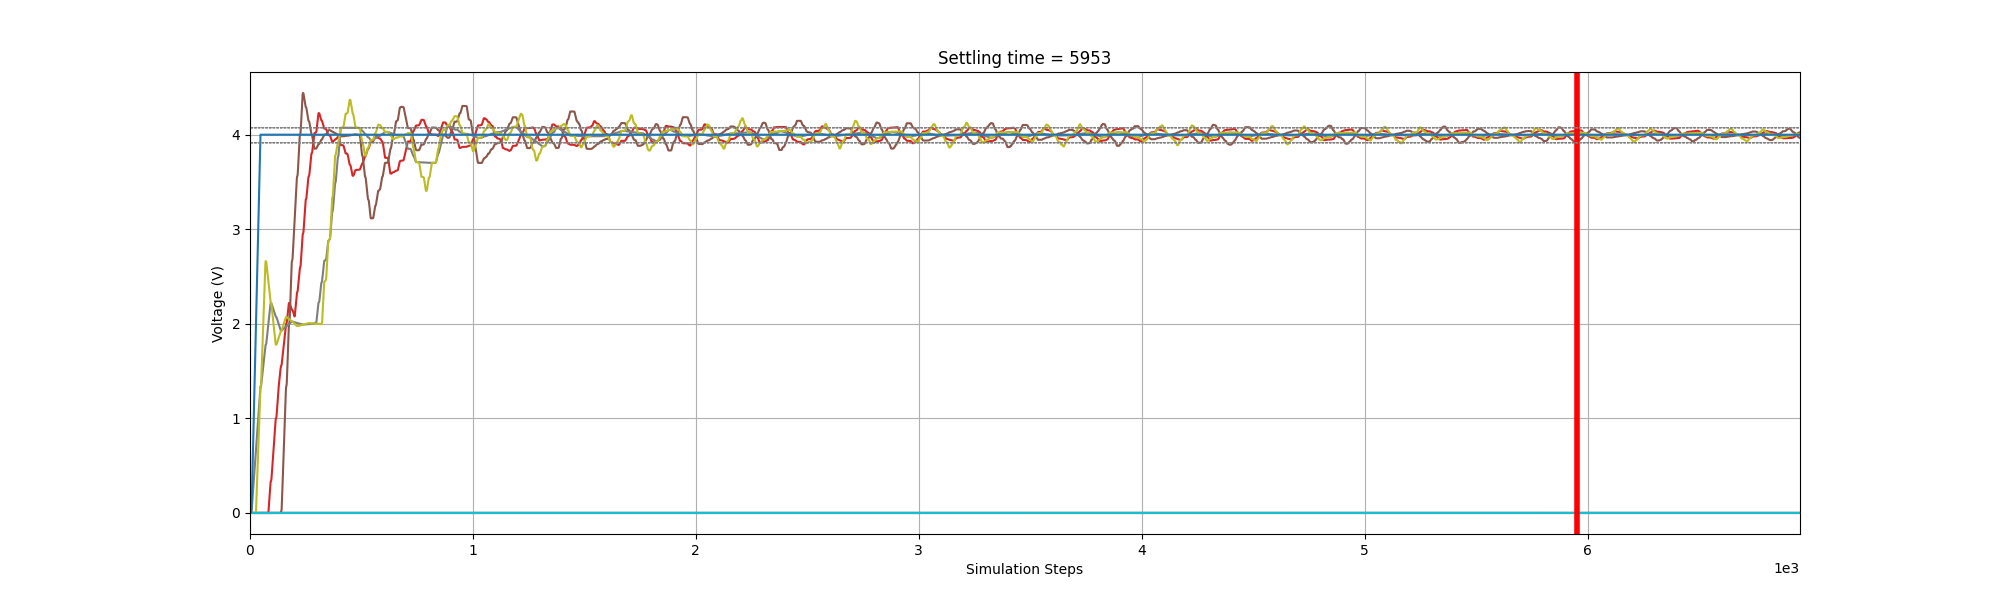 Settling time = 5953
Voltage (V)
4
3
2
1
0
0 1 2 3 4 5 6
Simulation Steps
1e3